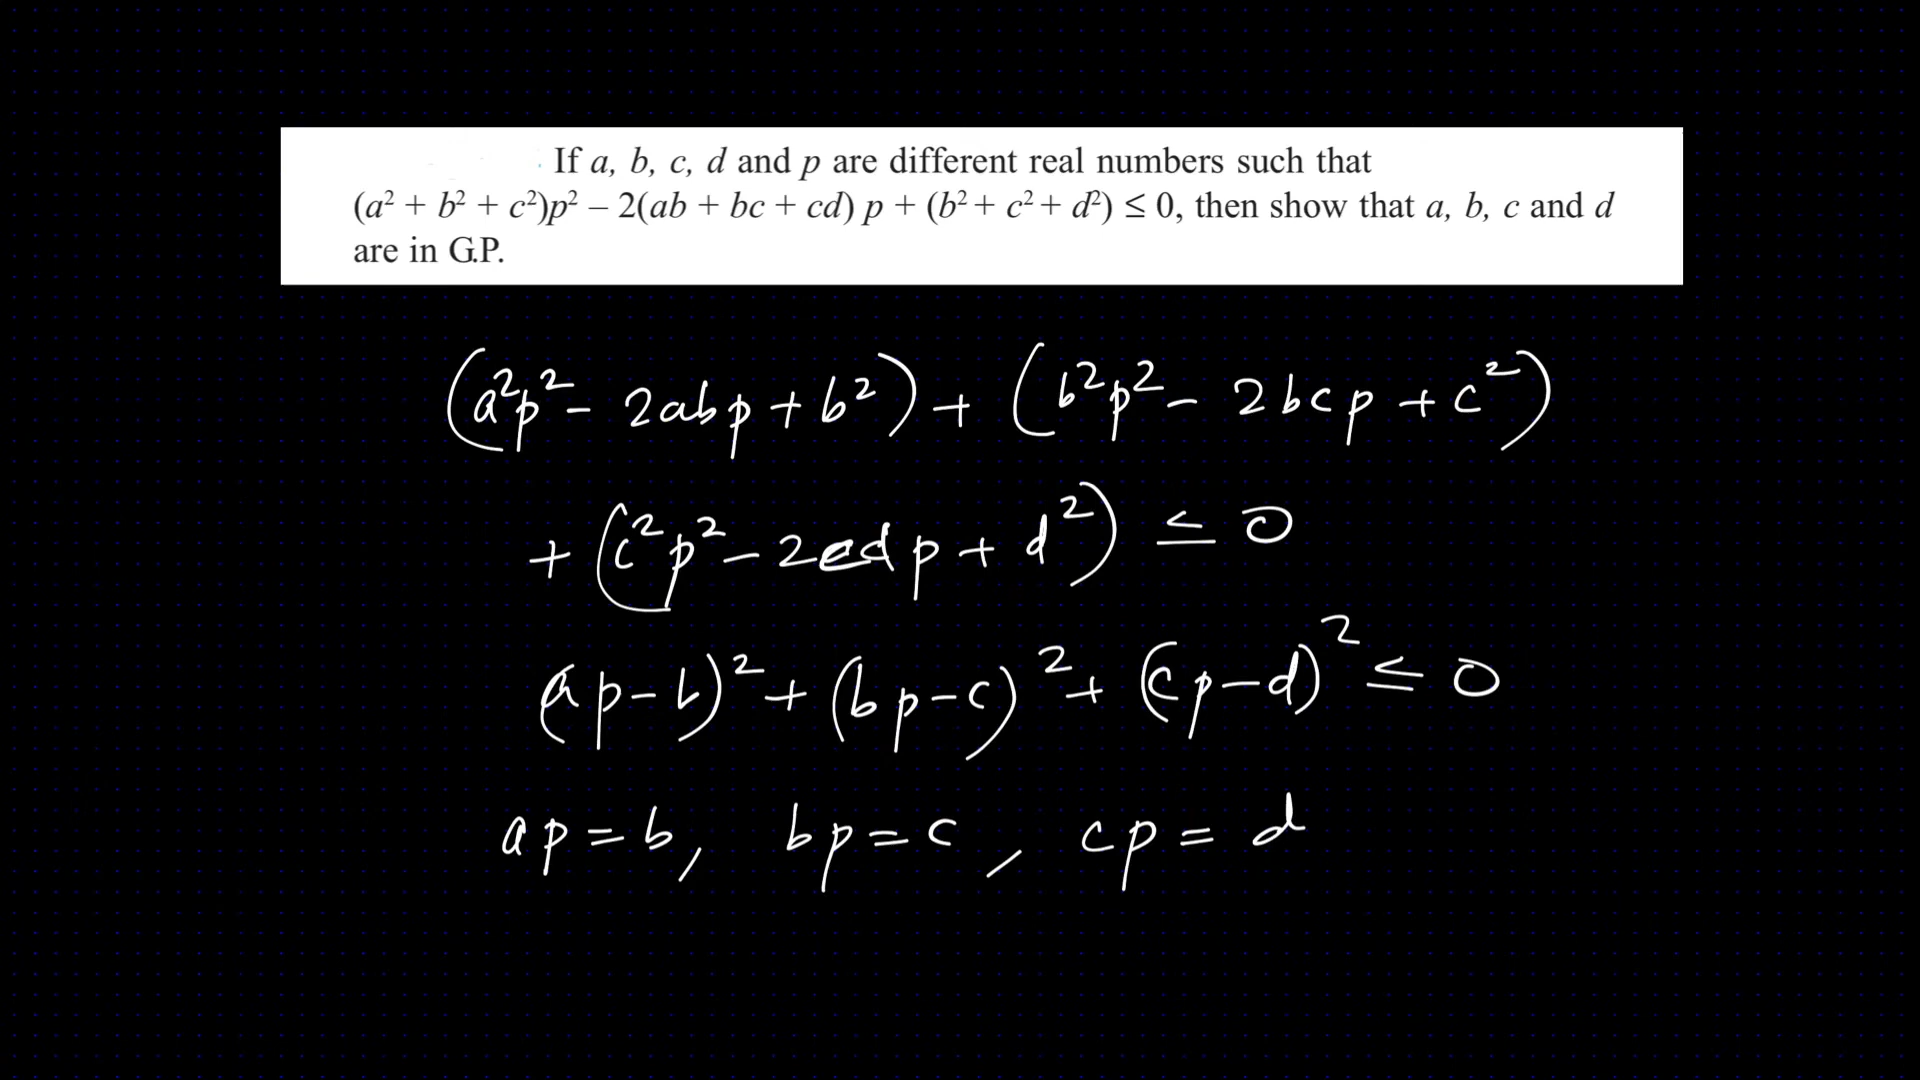 If a, b, c, d and p are different real numbers such that
(a² + b² + c²)p² – 2(ab + bc + cd) p + (b² + c² + d²) ≤ 0, then show that a, b, c and d
are in G.P.
(a²p² - 2abp + b²) + (b²p² - 2bcp + c²)
+ (c²p² - 2cdp + d²) ≤ 0
(ap - b)² + (bp - c)² + (cp - d)² ≤ 0
ap = b, bp = c, cp = d